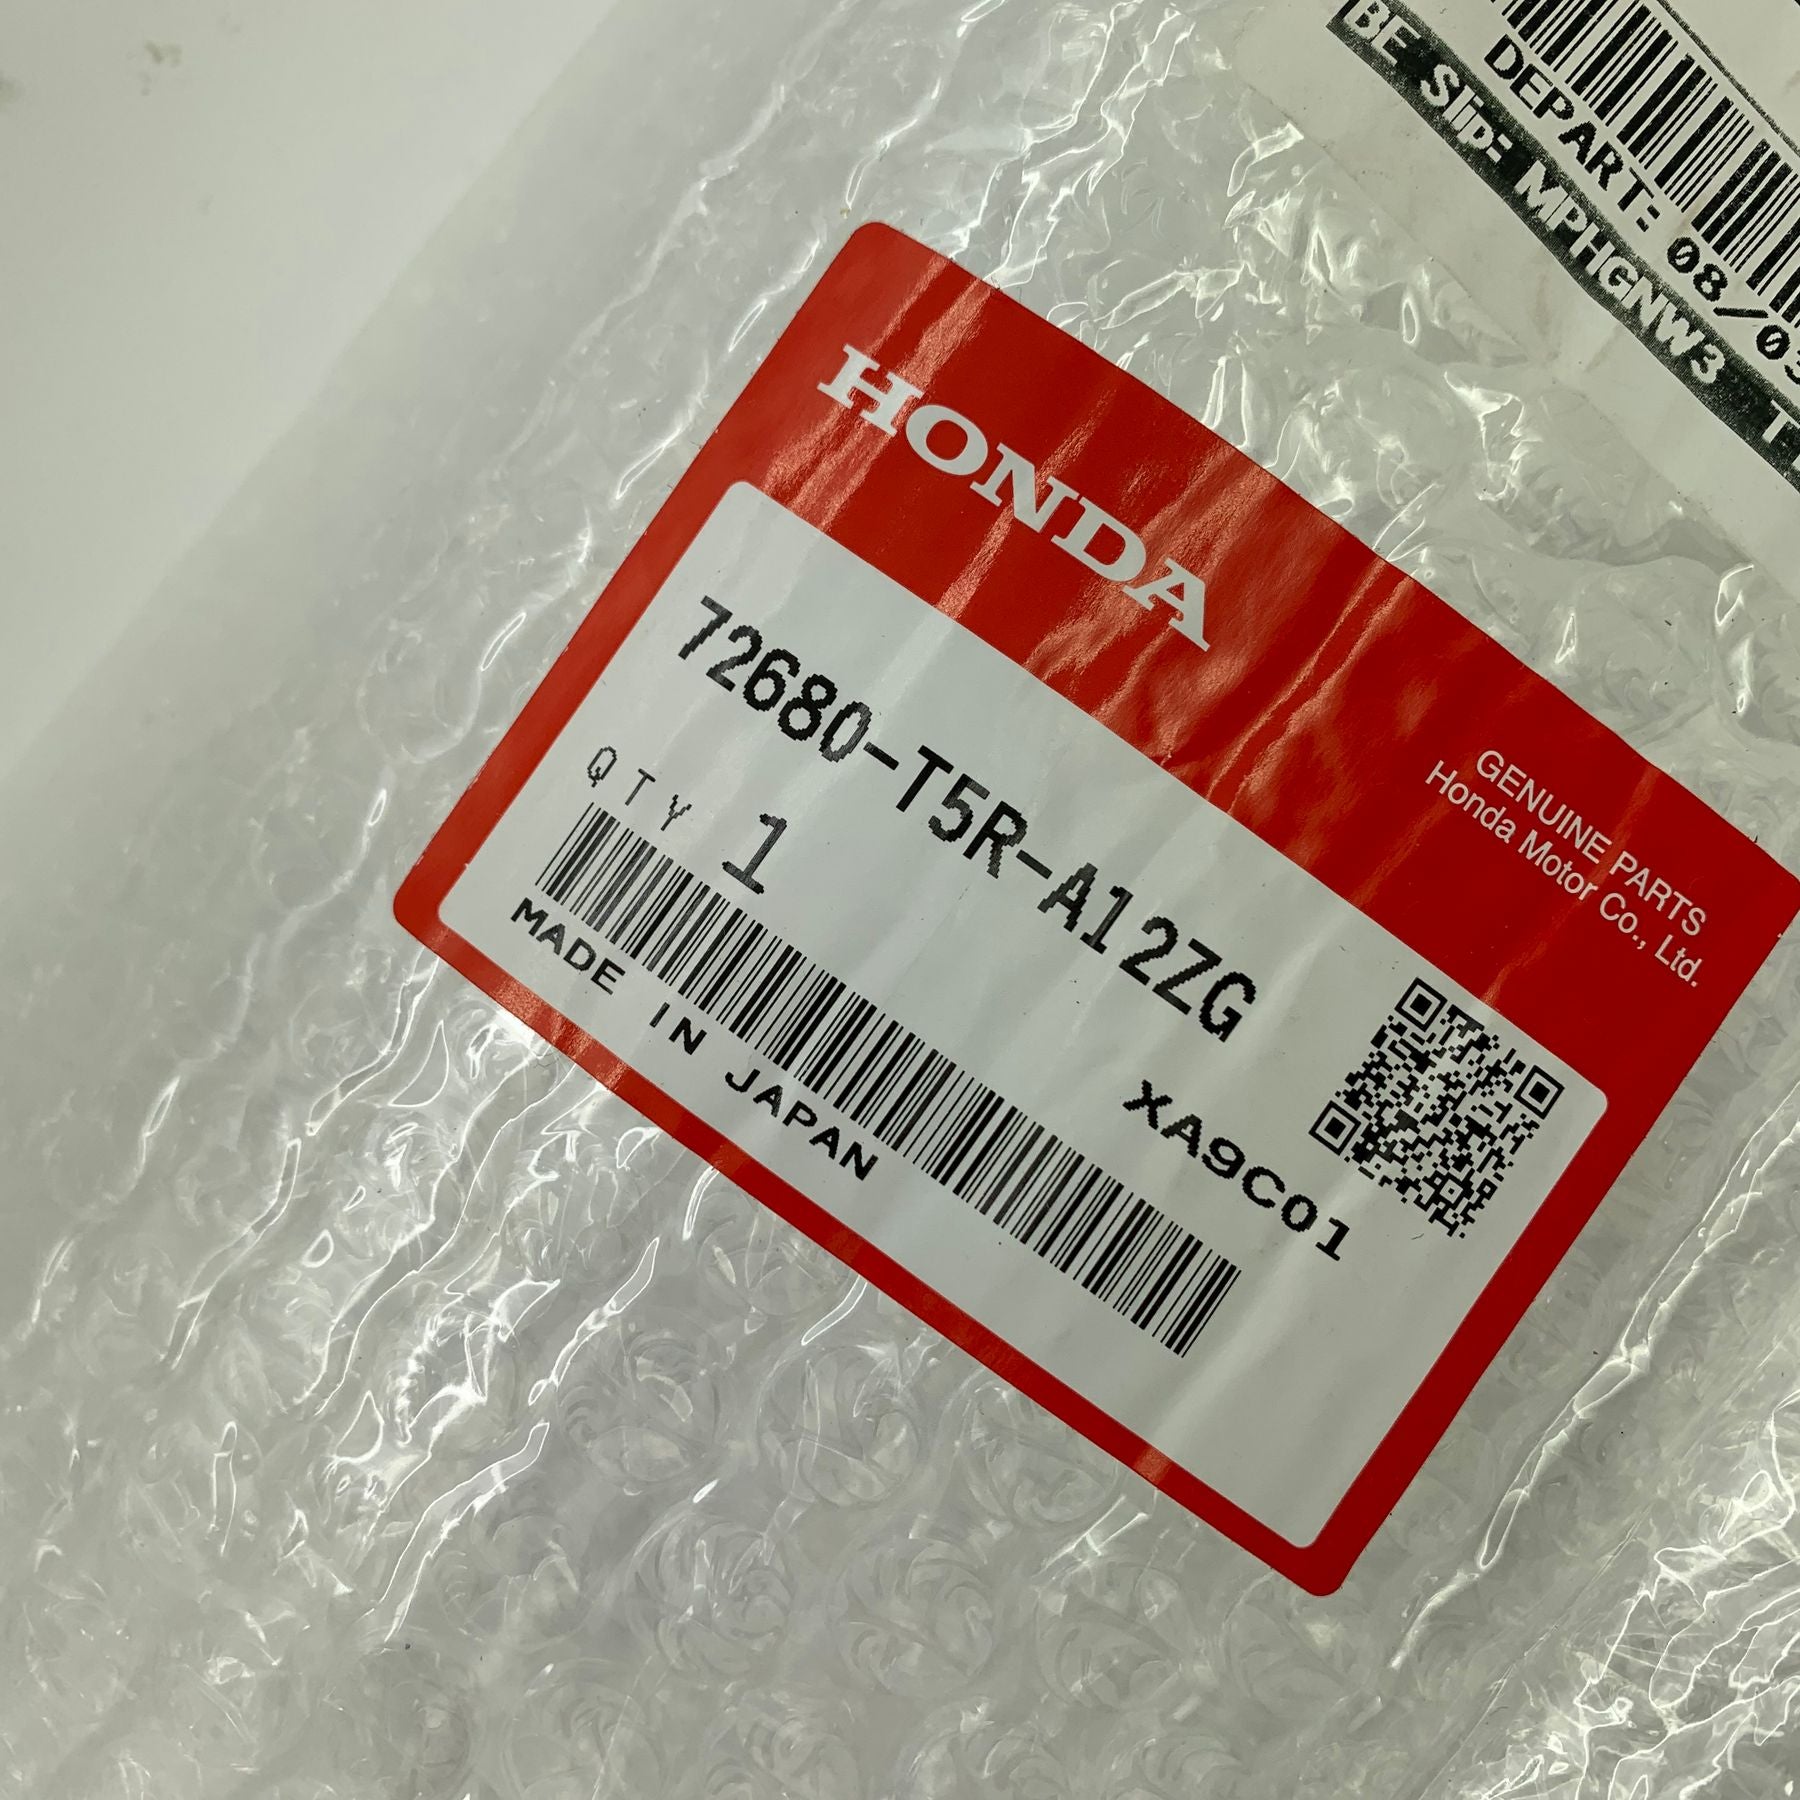 DEPART: 08/03
BE Slip: MPHGNW3
HONDA
GENUINE PARTS
Honda Motor Co., Ltd.
72680-T5R-A12ZG
QTY 1
XA9C01
MADE IN JAPAN